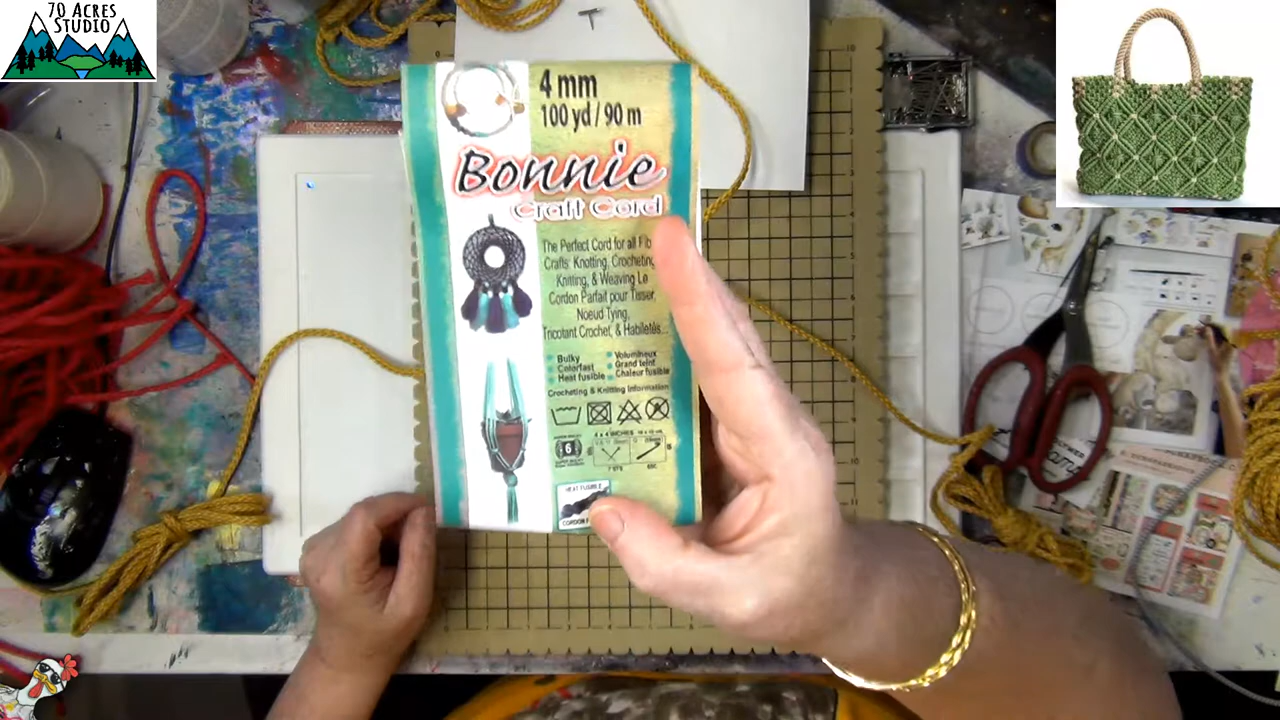 70 ACRES
STUDIO
4 mm
100 yd / 90 m
Bonnie
Craft Cord
The Perfect Cord for all Fib
Crafts: Knotting, Crocheting,
Knitting, & Weaving Le
Cordon Parfait pour Tisser,
Noeud Tying,
Tricotant Crochet, & Habiletés...
Bulky
Colorfast
Heat fusible
Volumineux
Grand teint
Chaleur fusible
Crocheting & Knitting Information
6
HEAT FUSIBLE
CORDON